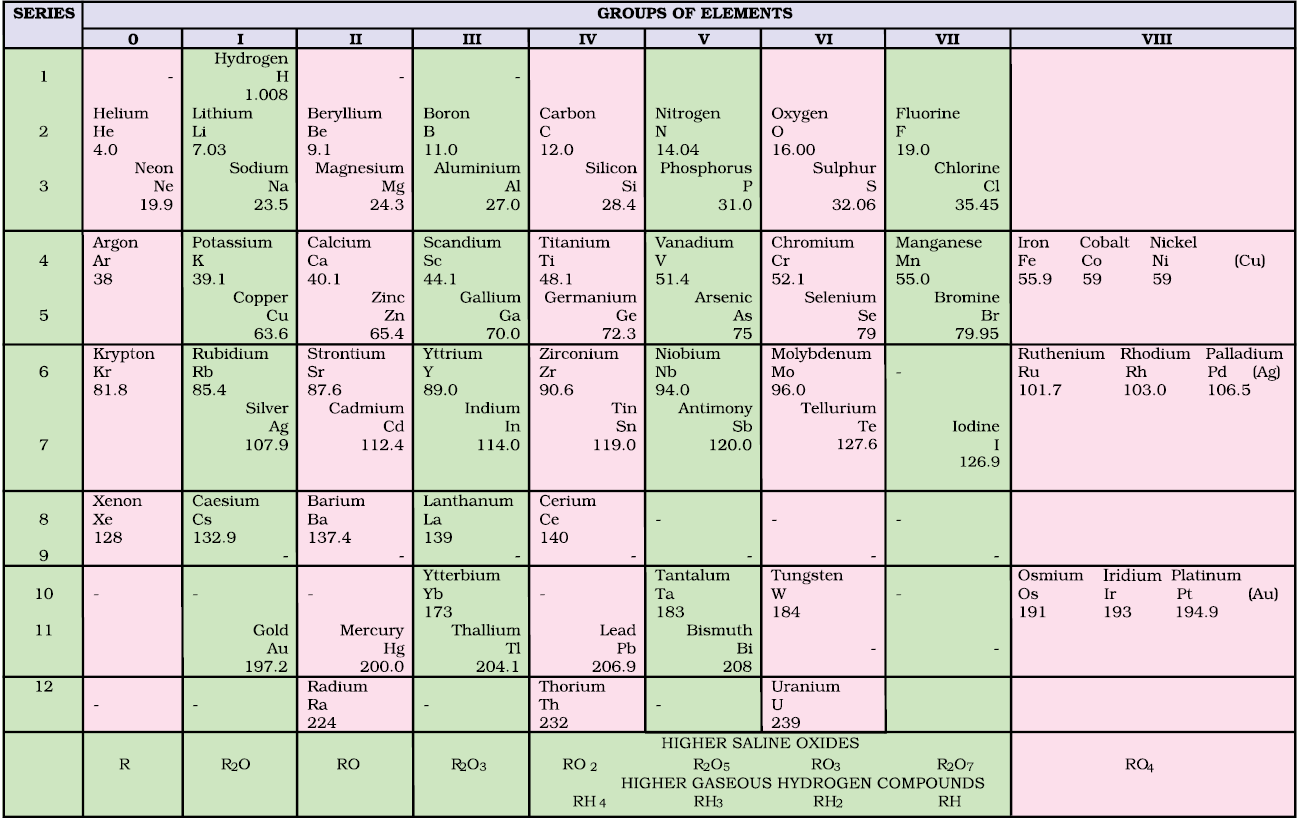 SERIES GROUPS OF ELEMENTS
0 I II III IV V VI VII VIII
Hydrogen
1 - H - -
1.008
Helium Lithium Beryllium Boron Carbon Nitrogen Oxygen Fluorine
2 He Li Be B C N O F
4.0 7.03 9.1 11.0 12.0 14.04 16.00 19.0
Neon Sodium Magnesium Aluminium Silicon Phosphorus Sulphur Chlorine
3 Ne Na Mg Al Si P S Cl
19.9 23.5 24.3 27.0 28.4 31.0 32.06 35.45
Argon Potassium Calcium Scandium Titanium Vanadium Chromium Manganese Iron Cobalt Nickel
4 Ar K Ca Sc Ti V Cr Mn Fe Co Ni (Cu)
38 39.1 40.1 44.1 48.1 51.4 52.1 55.0 55.9 59 59
Copper Zinc Gallium Germanium Arsenic Selenium Bromine
5 Cu Zn Ga Ge As Se Br
63.6 65.4 70.0 72.3 75 79 79.95
Krypton Rubidium Strontium Yttrium Zirconium Niobium Molybdenum Ruthenium Rhodium Palladium
6 Kr Rb Sr Y Zr Nb Mo - Ru Rh Pd (Ag)
81.8 85.4 87.6 89.0 90.6 94.0 96.0 101.7 103.0 106.5
Silver Cadmium Indium Tin Antimony Tellurium
Ag Cd In Sn Sb Te Iodine
7 107.9 112.4 114.0 119.0 120.0 127.6 I
126.9
Xenon Caesium Barium Lanthanum Cerium
8 Xe Cs Ba La Ce - - -
128 132.9 137.4 139 140
9 - - - - - - -
Ytterbium Tantalum Tungsten Osmium Iridium Platinum
10 - - - Yb - Ta W - Os Ir Pt (Au)
173 183 184 191 193 194.9
11 Gold Mercury Thallium Lead Bismuth
Au Hg Tl Pb Bi - -
197.2 200.0 204.1 206.9 208
12 Radium Thorium Uranium
- - Ra - Th - U
224 232 239
HIGHER SALINE OXIDES
R R2O RO R2O3 RO2 R2O5 RO3 R2O7 RO4
HIGHER GASEOUS HYDROGEN COMPOUNDS
RH4 RH3 RH2 RH